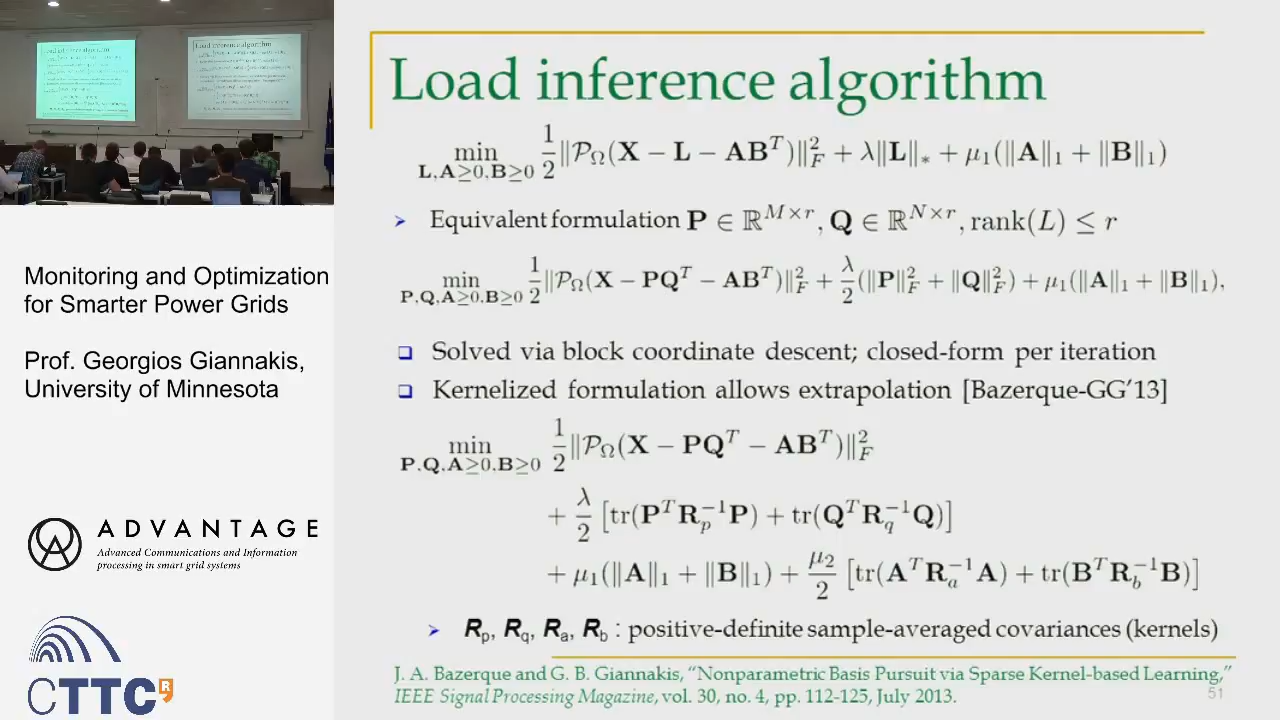 Load inference algorithm
Load inference algorithm
min L,A≥0,B≥0 1/2 ‖P_Ω(X − L − AB^T)‖_F^2 + λ‖L‖_* + μ_1(‖A‖_1 + ‖B‖_1)
➤ Equivalent formulation P ∈ ℝ^{M×r}, Q ∈ ℝ^{N×r}, rank(L) ≤ r
min P,Q,A≥0,B≥0 1/2 ‖P_Ω(X − PQ^T − AB^T)‖_F^2 + λ/2 (‖P‖_F^2 + ‖Q‖_F^2) + μ_1(‖A‖_1 + ‖B‖_1),
❑ Solved via block coordinate descent; closed-form per iteration
❑ Kernelized formulation allows extrapolation [Bazerque-GG'13]
min P,Q,A≥0,B≥0 1/2 ‖P_Ω(X − PQ^T − AB^T)‖_F^2
+ λ/2 [tr(P^T R_p^{-1} P) + tr(Q^T R_q^{-1} Q)]
+ μ_1(‖A‖_1 + ‖B‖_1) + μ_2/2 [tr(A^T R_a^{-1} A) + tr(B^T R_b^{-1} B)]
➤ R_p, R_q, R_a, R_b : positive-definite sample-averaged covariances (kernels)
J. A. Bazerque and G. B. Giannakis, "Nonparametric Basis Pursuit via Sparse Kernel-based Learning,"
IEEE Signal Processing Magazine, vol. 30, no. 4, pp. 112-125, July 2013.
51
Monitoring and Optimization
for Smarter Power Grids
Prof. Georgios Giannakis,
University of Minnesota
ADVANTAGE
Advanced Communications and Information
processing in smart grid systems
CTTC
R